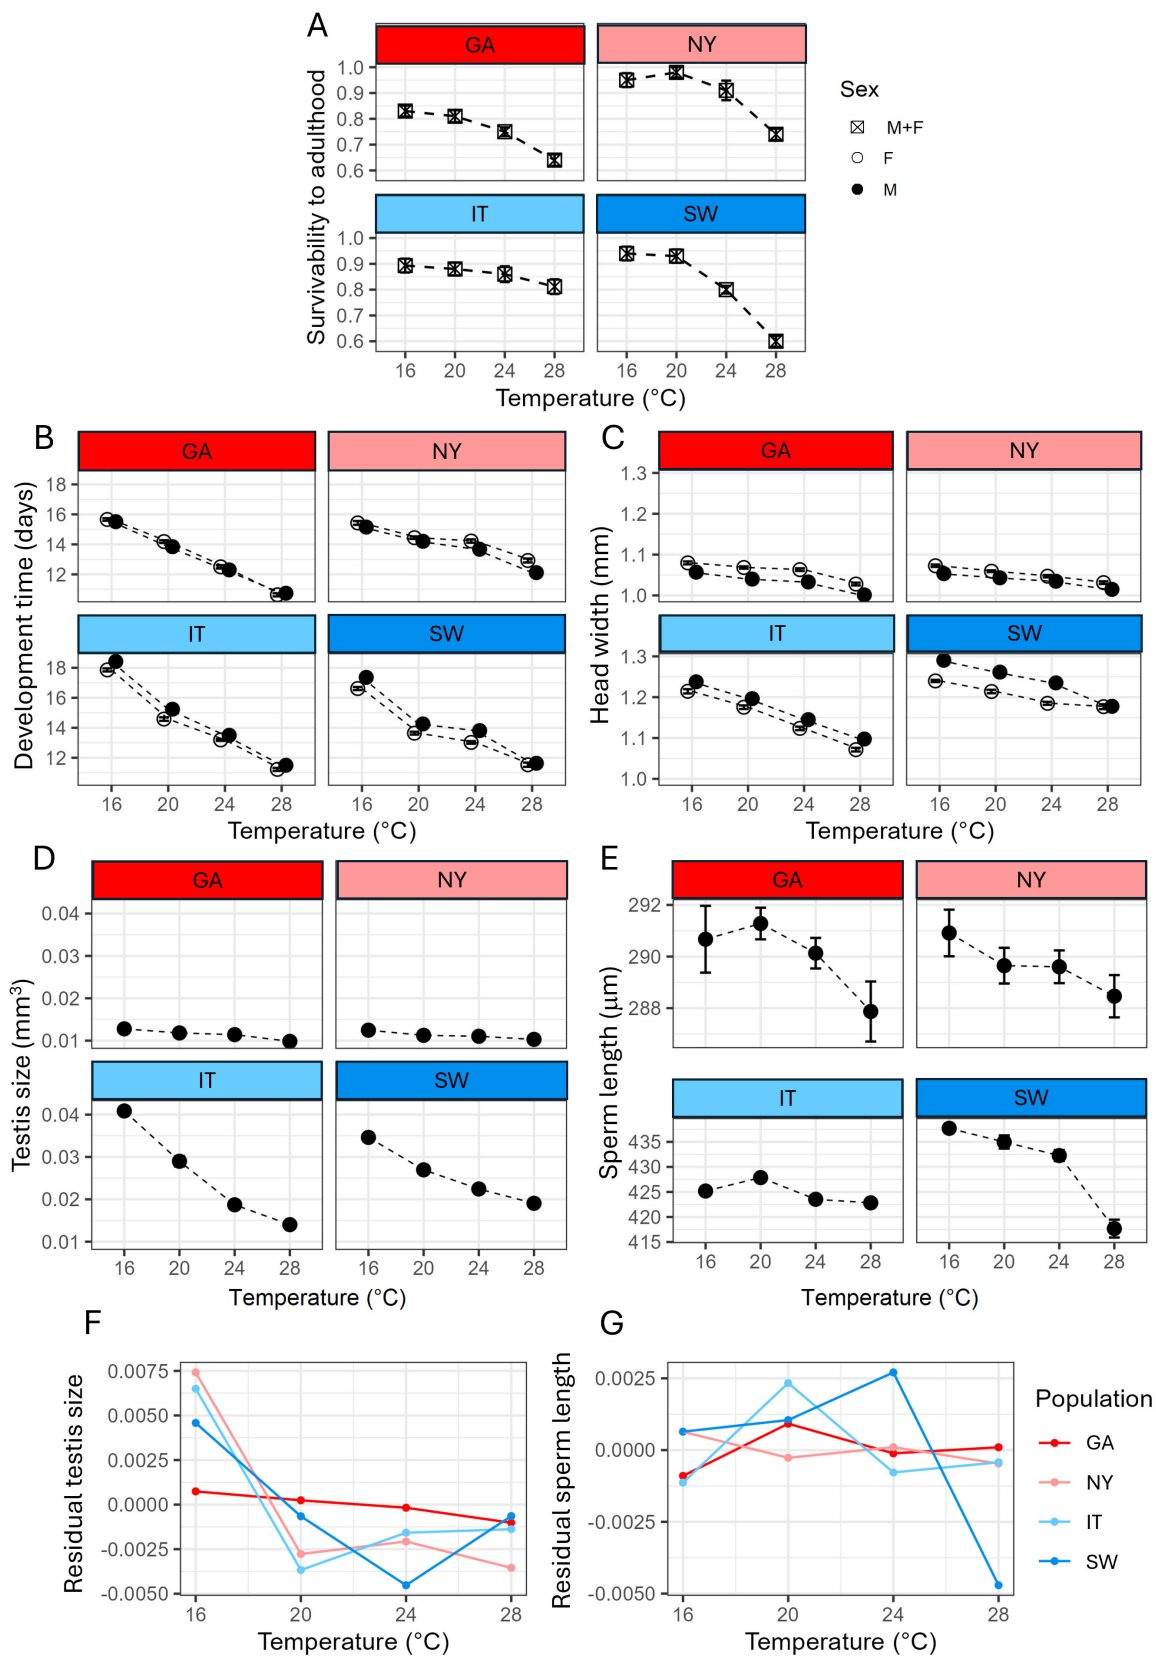 A
GA
NY
1.0
0.9
0.8
0.7
0.6
IT
SW
1.0
0.9
0.8
0.7
0.6
16 20 24 28
16 20 24 28
Survivability to adulthood
Temperature (°C)
Sex
M+F
F
M
B
GA
NY
18
16
14
12
IT
SW
18
16
14
12
16 20 24 28
16 20 24 28
Development time (days)
Temperature (°C)
C
GA
NY
1.3
1.2
1.1
1.0
IT
SW
1.3
1.2
1.1
1.0
16 20 24 28
16 20 24 28
Head width (mm)
Temperature (°C)
D
GA
NY
0.04
0.03
0.02
0.01
IT
SW
0.04
0.03
0.02
0.01
16 20 24 28
16 20 24 28
Testis size (mm³)
Temperature (°C)
E
GA
NY
292
290
288
IT
SW
435
430
425
420
415
16 20 24 28
16 20 24 28
Sperm length (μm)
Temperature (°C)
F
0.0075
0.0050
0.0025
0.0000
-0.0025
-0.0050
16 20 24 28
Residual testis size
Temperature (°C)
G
0.0025
0.0000
-0.0025
-0.0050
16 20 24 28
Residual sperm length
Temperature (°C)
Population
GA
NY
IT
SW